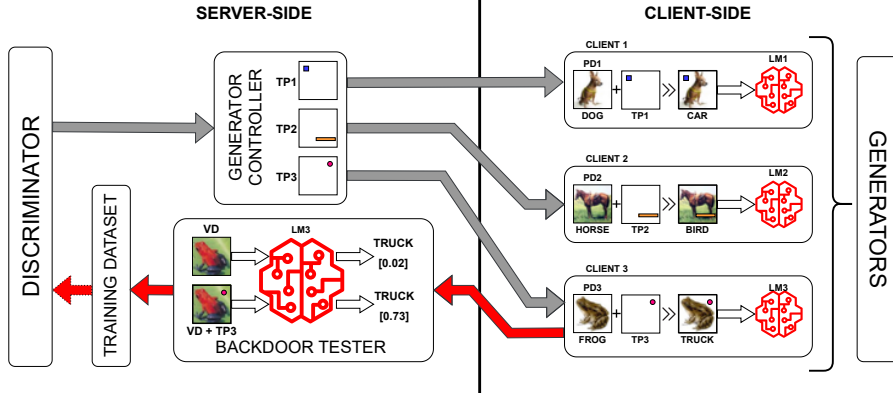 SERVER-SIDE
CLIENT-SIDE
DISCRIMINATOR
GENERATOR
CONTROLLER
TP1
TP2
TP3
CLIENT 1
PD1
LM1
DOG
TP1
CAR
CLIENT 2
PD2
LM2
HORSE
TP2
BIRD
CLIENT 3
PD3
LM3
FROG
TP3
TRUCK
GENERATORS
TRAINING DATASET
VD
LM3
TRUCK
[0.02]
TRUCK
[0.73]
VD + TP3
BACKDOOR TESTER